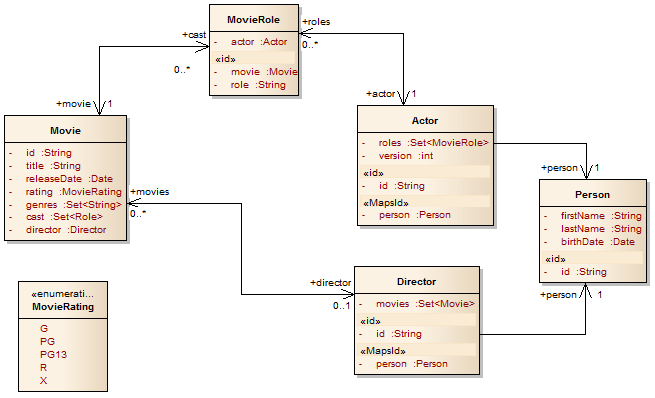 MovieRole
- actor :Actor
«id»
- movie :Movie
- role :String
+cast
0..*
+roles
0..*
+movie
1
+actor
1
Movie
- id :String
- title :String
- releaseDate :Date
- rating :MovieRating
- genres :Set<String>
- cast :Set<Role>
- director :Director
Actor
- roles :Set<MovieRole>
- version :int
«id»
- id :String
«MapsId»
- person :Person
+person
1
Person
- firstName :String
- lastName :String
- birthDate :Date
«id»
- id :String
+movies
0..*
+director
0..1
Director
- movies :Set<Movie>
«id»
- id :String
«MapsId»
- person :Person
+person
1
«enumerati...
MovieRating
G
PG
PG13
R
X